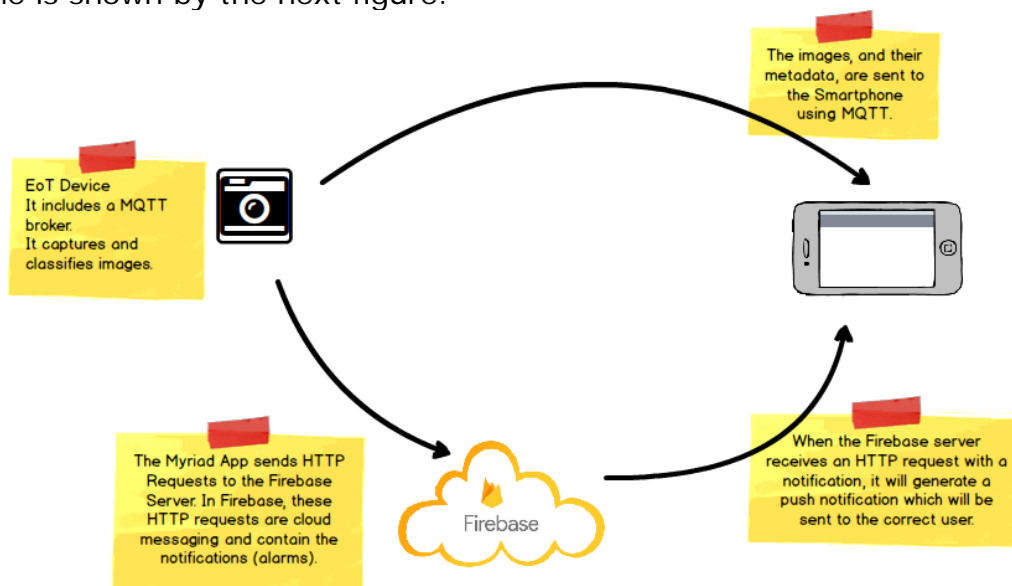 The images, and their
metadata, are sent to
the Smartphone
using MQTT.
EoT Device
It includes a MQTT
broker.
It captures and
classifies images.
The Myriad App sends HTTP
Requests to the Firebase
Server. In Firebase, these
HTTP requests are cloud
messaging and contain the
notifications (alarms).
Firebase
When the Firebase server
receives an HTTP request with a
notification, it will generate a
push notification which will be
sent to the correct user.